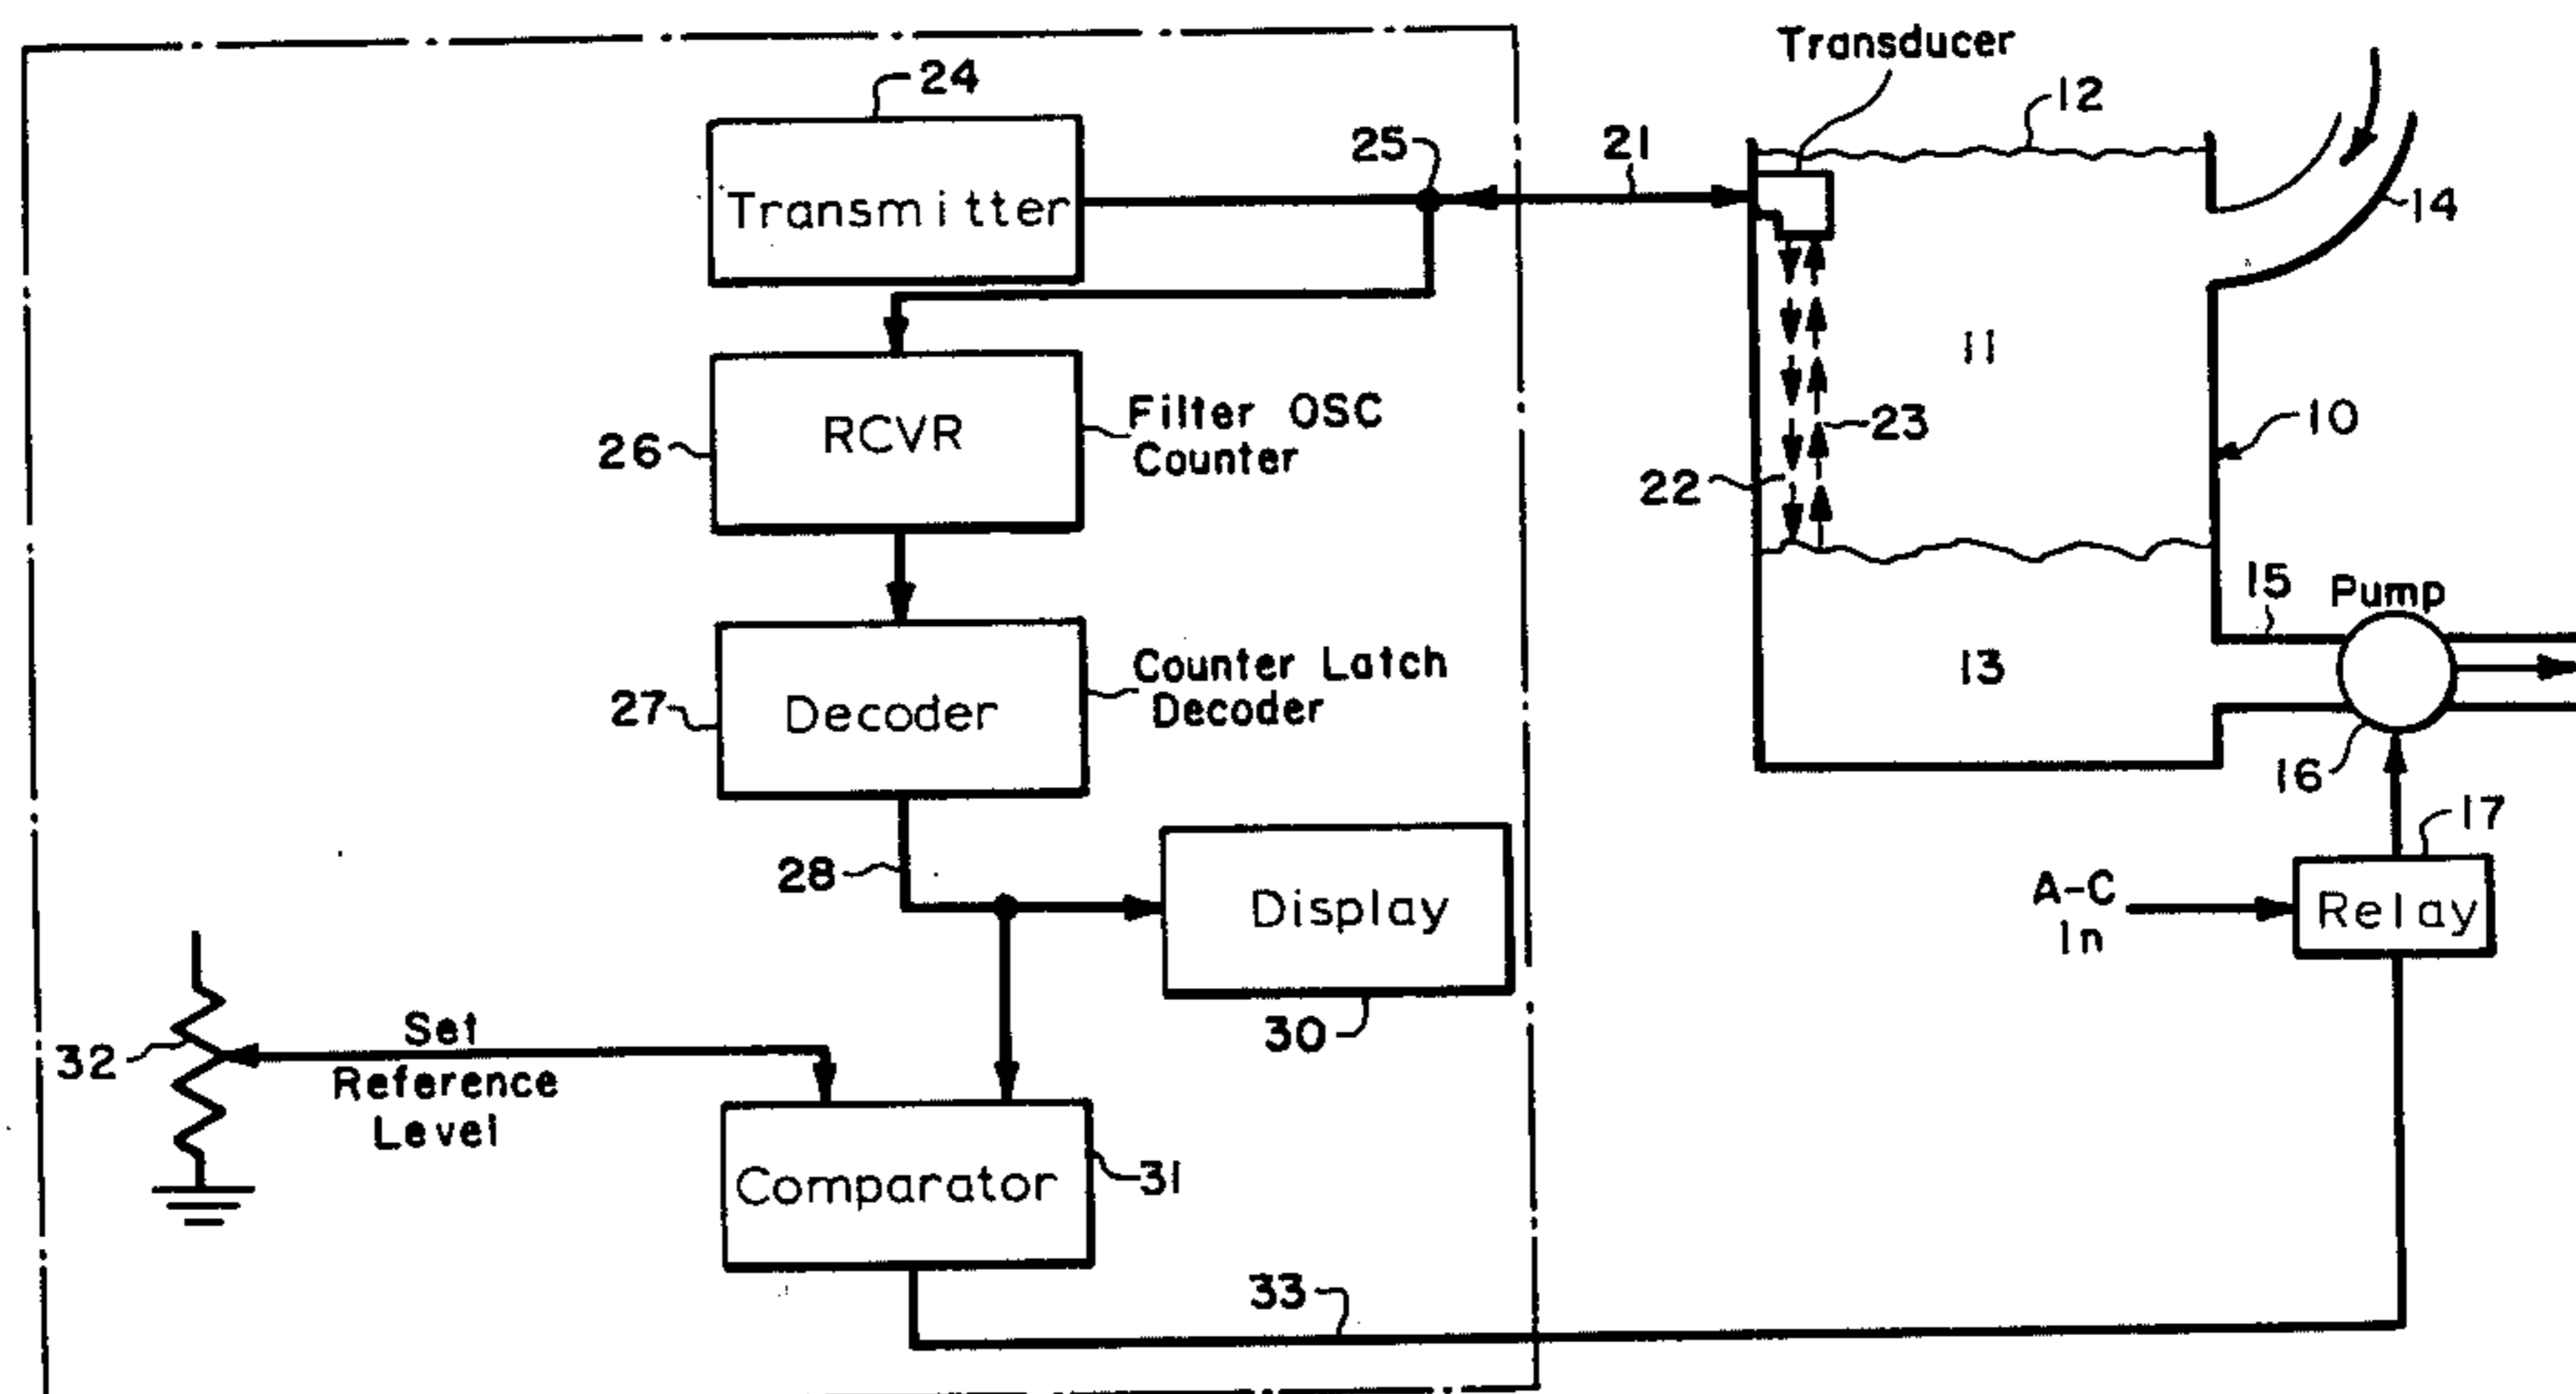 Transducer
24
12
25
21
14
Transmitter
11
Filter OSC
Counter
RCVR
26
23
10
22
15
Pump
Counter Latch
Decoder
13
27
Decoder
16
17
28
Display
A-C
In
Relay
30
Set
32
Reference
Level
Comparator
31
33